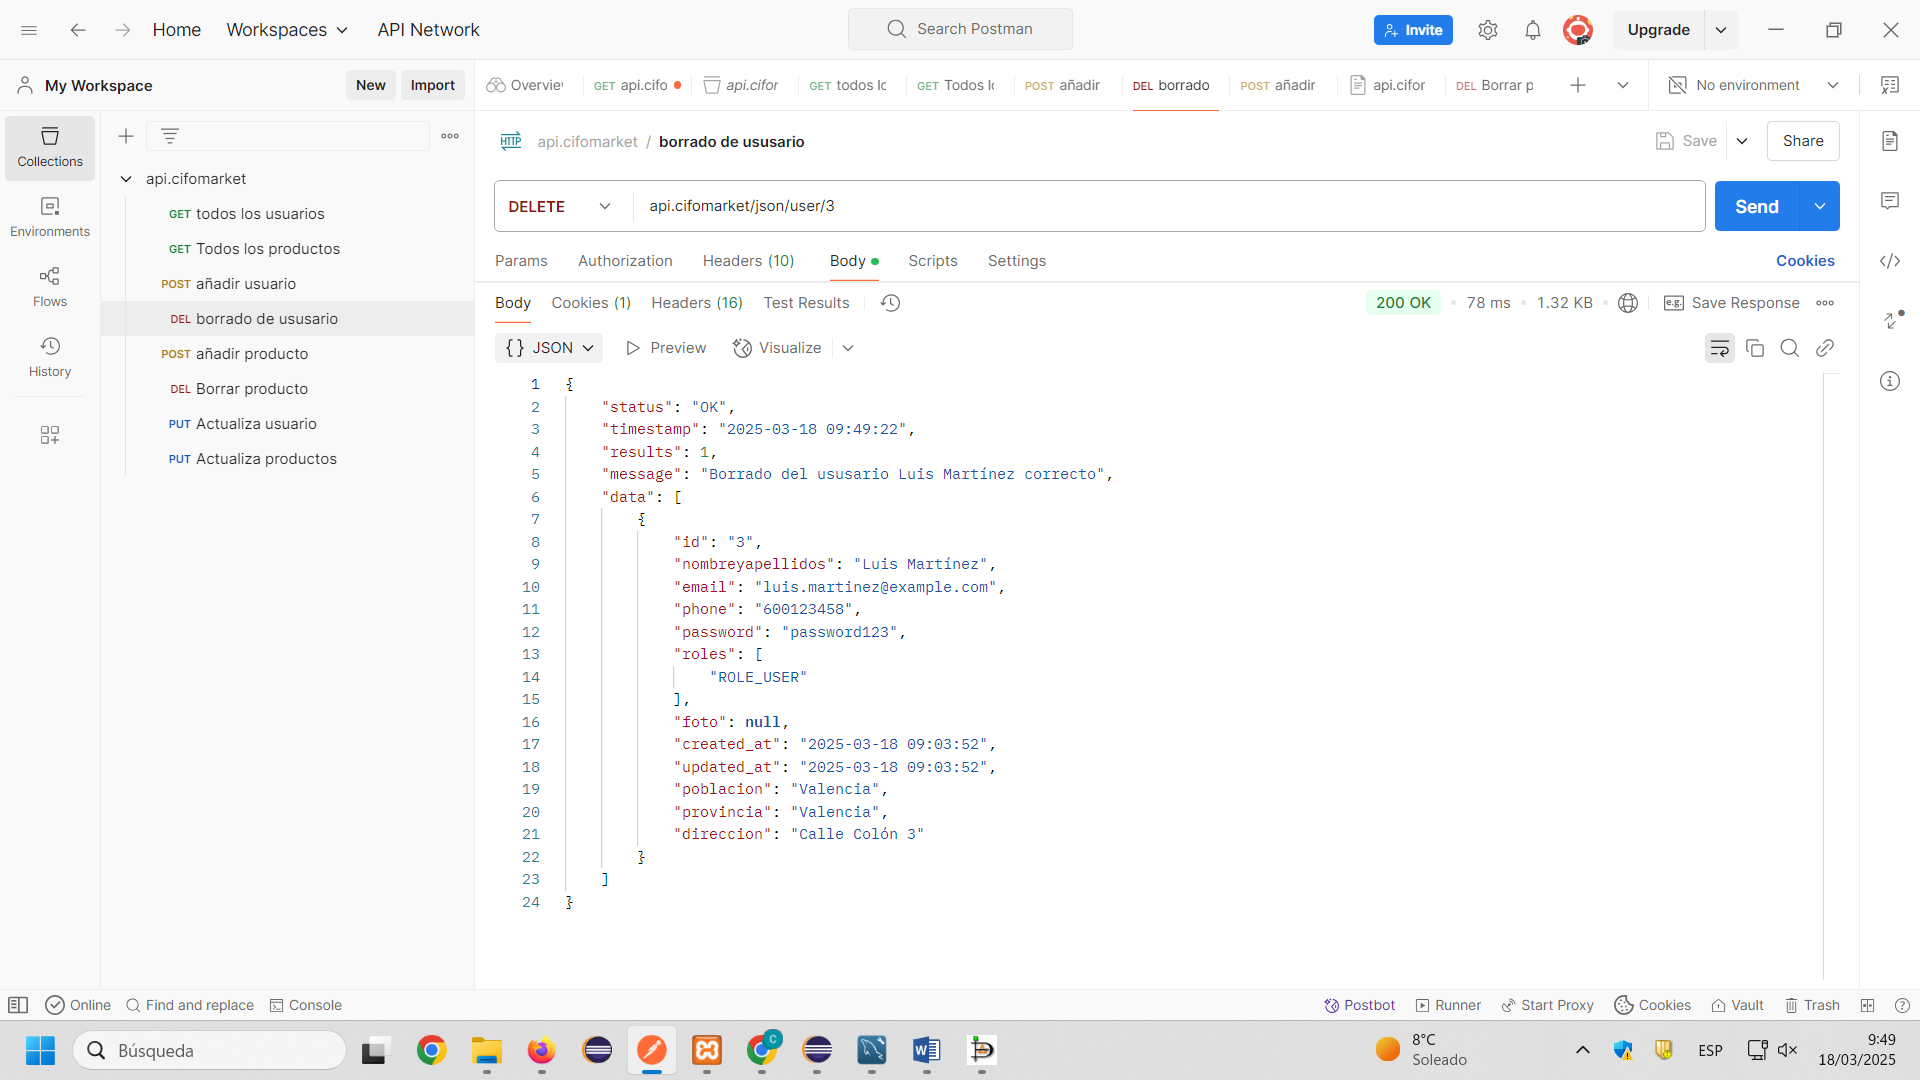 Home
Workspaces
API Network
Search Postman
Invite
Upgrade
My Workspace
New
Import
Overvie
GET api.cifo
api.cifor
GET todos lo
GET Todos lo
POST añadir
DEL borrado
POST añadir
api.cifor
DEL Borrar p
No environment
Collections
Environments
Flows
History
api.cifomarket
GET todos los usuarios
GET Todos los productos
POST añadir usuario
DEL borrado de ususario
POST añadir producto
DEL Borrar producto
PUT Actualiza usuario
PUT Actualiza productos
HTTP api.cifomarket / borrado de ususario
Save
Share
DELETE
api.cifomarket/json/user/3
Send
Params
Authorization
Headers (10)
Body
Scripts
Settings
Cookies
Body
Cookies (1)
Headers (16)
Test Results
200 OK
78 ms
1.32 KB
e.g. Save Response
{} JSON
Preview
Visualize
1 {
2 "status": "OK",
3 "timestamp": "2025-03-18 09:49:22",
4 "results": 1,
5 "message": "Borrado del ususario Luis Martínez correcto",
6 "data": [
7 {
8 "id": "3",
9 "nombreyapellidos": "Luis Martínez",
10 "email": "luis.martinez@example.com",
11 "phone": "600123458",
12 "password": "password123",
13 "roles": [
14 "ROLE_USER"
15 ],
16 "foto": null,
17 "created_at": "2025-03-18 09:03:52",
18 "updated_at": "2025-03-18 09:03:52",
19 "poblacion": "Valencia",
20 "provincia": "Valencia",
21 "direccion": "Calle Colón 3"
22 }
23 ]
24 }
Online
Find and replace
Console
Postbot
Runner
Start Proxy
Cookies
Vault
Trash
Búsqueda
8°C
Soleado
ESP
9:49
18/03/2025